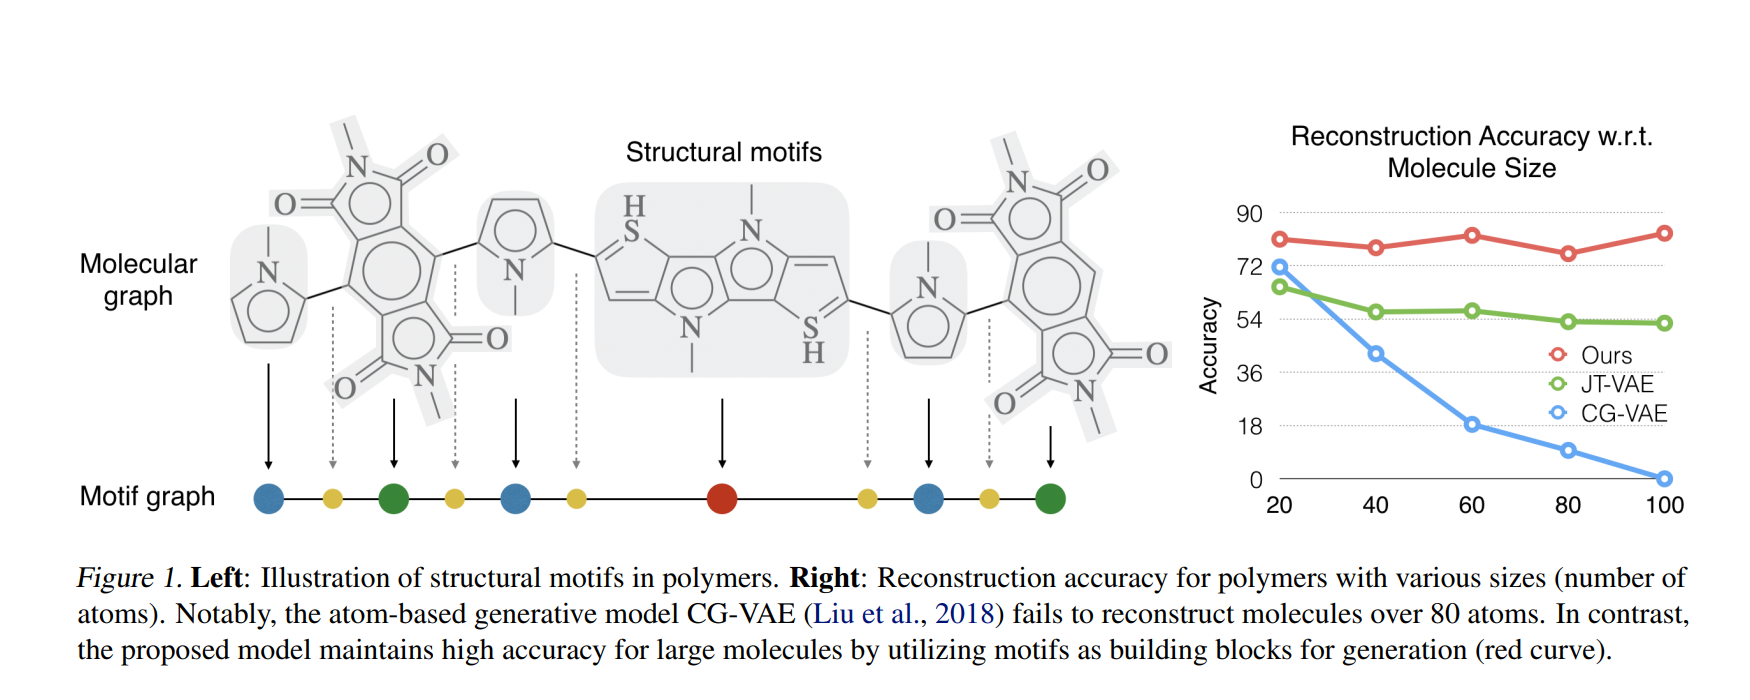 Structural motifs
Molecular
graph
N
N
O
O
O
O
N
N
H
S
N
N
S
H
N
N
O
O
O
O
N
Motif graph
Reconstruction Accuracy w.r.t.
Molecule Size
Accuracy
90
72
54
36
18
0
20 40 60 80 100
Ours
JT-VAE
CG-VAE
Figure 1. Left: Illustration of structural motifs in polymers. Right: Reconstruction accuracy for polymers with various sizes (number of
atoms). Notably, the atom-based generative model CG-VAE (Liu et al., 2018) fails to reconstruct molecules over 80 atoms. In contrast,
the proposed model maintains high accuracy for large molecules by utilizing motifs as building blocks for generation (red curve).